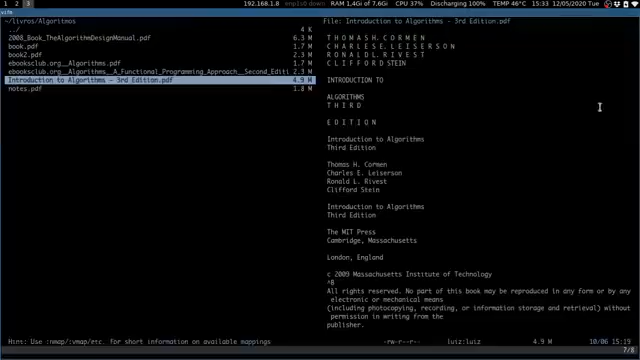 1 2 3
192.168.1.8 enp1s0 down RAM 1,4Gi of 7,6Gi CPU 37% Discharging 100% TEMP 46°C 15:33 12/05/2020 Tue
vifm
~/livros/Algoritmos
../ 4 K
2008_Book_TheAlgorithmDesignManual.pdf 6.3 M
book.pdf 1.7 M
book2.pdf 2.3 M
ebooksclub.org__Algorithms.pdf 1.7 M
ebooksclub.org__Algorithms__A_Functional_Programming_Approach__Second_Editi 2.3 M
Introduction to Algorithms - 3rd Edition.pdf 4.9 M
notes.pdf 1.8 M
File: Introduction to Algorithms - 3rd Edition.pdf
T H O M A S H. C O R M E N
C H A R L E S E. L E I S E R S O N
R O N A L D L. R I V E S T
C L I F F O R D STEIN
INTRODUCTION TO
ALGORITHMS
T H I R D
E D I T I O N
Introduction to Algorithms
Third Edition
Thomas H. Cormen
Charles E. Leiserson
Ronald L. Rivest
Clifford Stein
Introduction to Algorithms
Third Edition
The MIT Press
Cambridge, Massachusetts
London, England
c 2009 Massachusetts Institute of Technology
^B
All rights reserved. No part of this book may be reproduced in any form or by any
electronic or mechanical means
(including photocopying, recording, or information storage and retrieval) without
permission in writing from the
publisher.
Hint: Use :nmap/:vmap/etc. for short information on available mappings -rw-r--r-- luiz:luiz 4.9 M 10/06 15:19
7/8